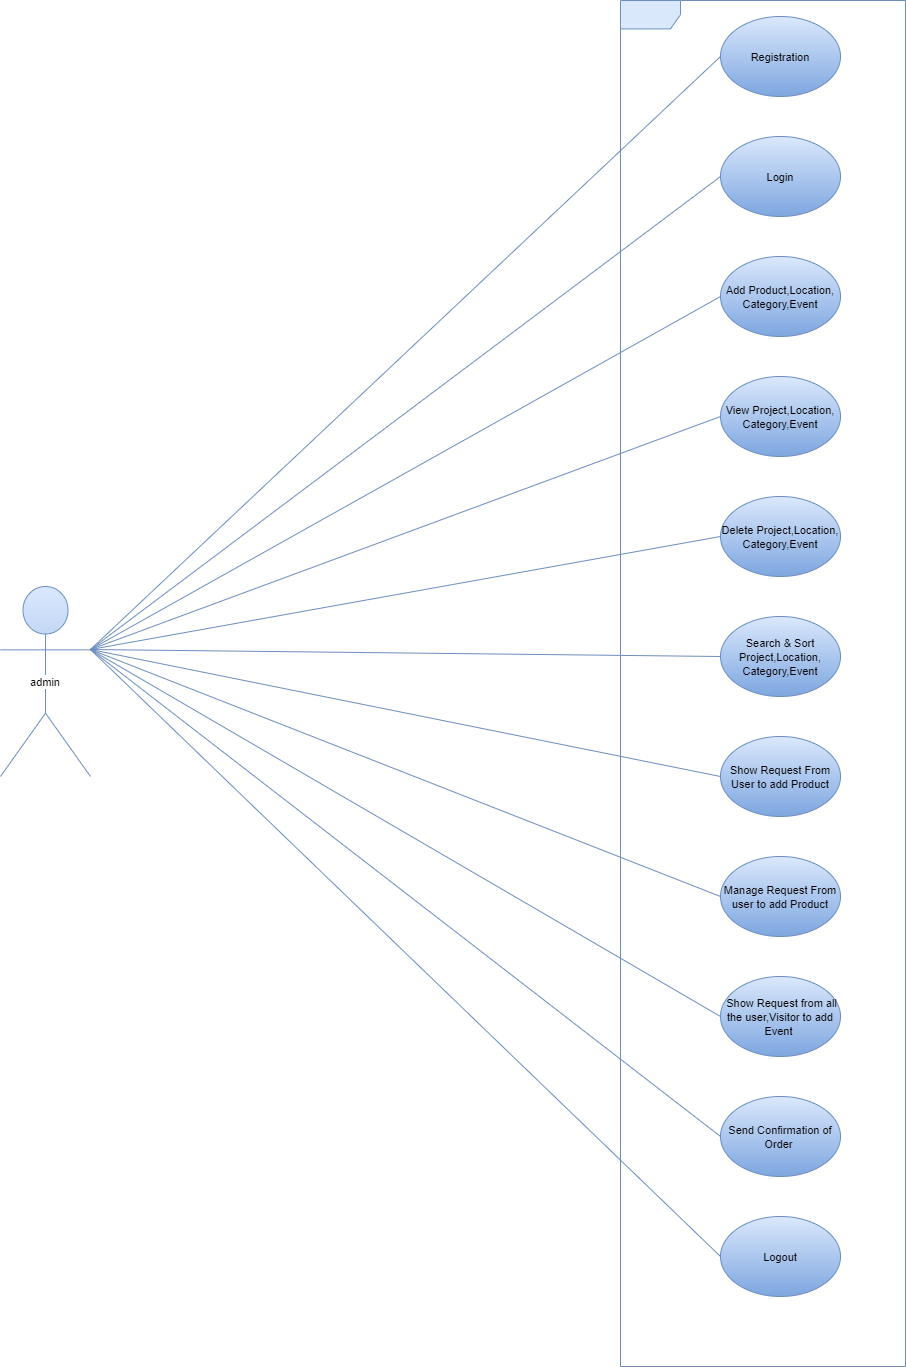 Registration
Login
Add Product,Location,
Category,Event
View Project,Location,
Category,Event
Delete Project,Location,
Category,Event
Search & Sort
Project,Location,
Category,Event
admin
Show Request From
User to add Product
Manage Request From
user to add Product
Show Request from all
the user,Visitor to add
Event
Send Confirmation of
Order
Logout